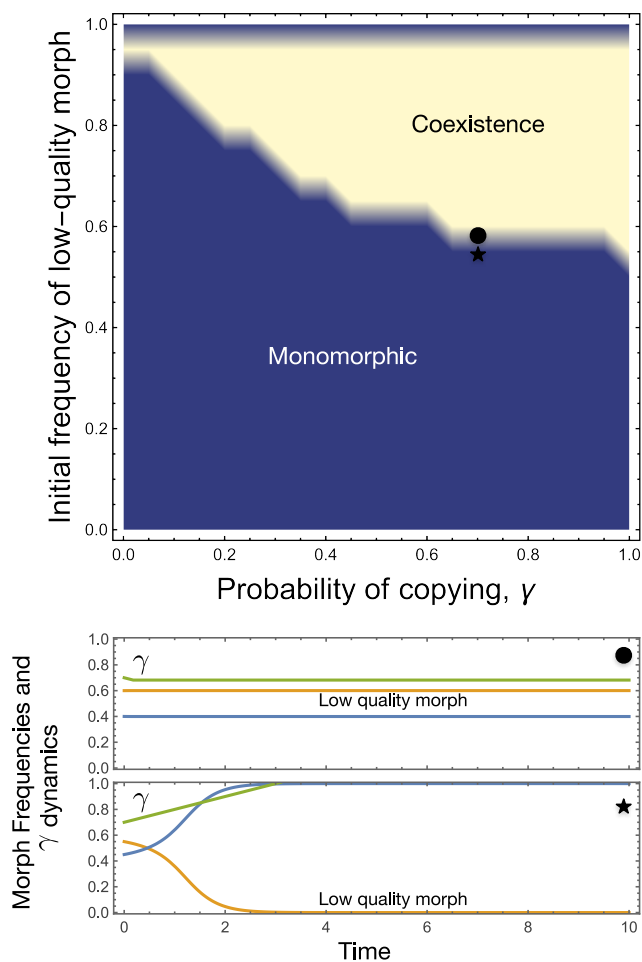 Initial frequency of low-quality morph
1.0
0.8
0.6
0.4
0.2
0.0
Coexistence
Monomorphic
0.0 0.2 0.4 0.6 0.8 1.0
Probability of copying, γ
Morph Frequencies and
γ dynamics
1.0
0.8
0.6
0.4
0.2
0.0
γ
Low quality morph
1.0
0.8
0.6
0.4
0.2
0.0
γ
Low quality morph
0 2 4 6 8 10
Time